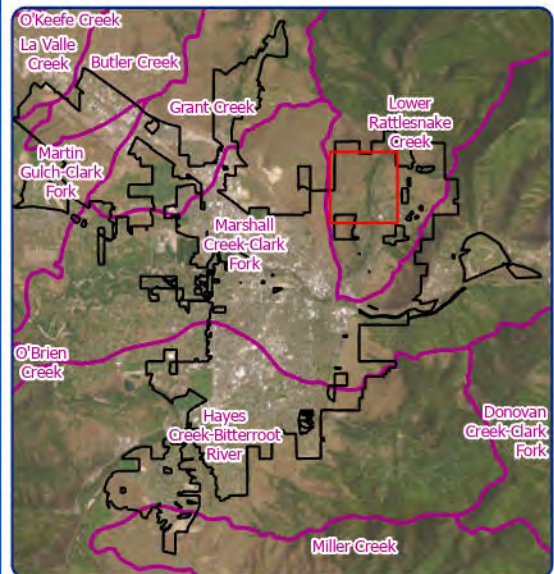 O'Keefe Creek
La Valle
Creek
Butler Creek
Grant Creek
Lower
Rattlesnake
Creek
Martin
Gulch-Clark
Fork
Marshall
Creek-Clark
Fork
O'Brien
Creek
Hayes
Creek-Bitterroot
River
Donovan
Creek-Clark
Fork
Miller Creek